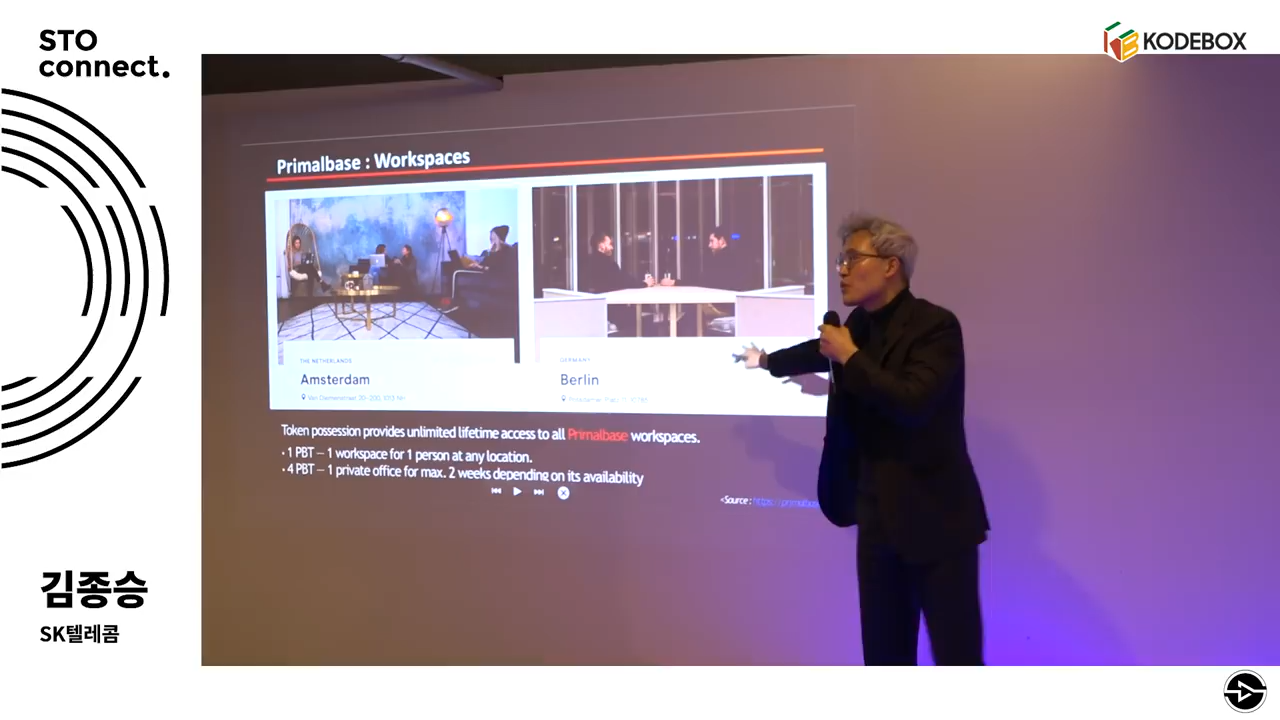 STO
connect.
KODEBOX
Primalbase : Workspaces
THE NETHERLANDS
Amsterdam
GERMANY
Berlin
Token possession provides unlimited lifetime access to all Primalbase workspaces.
· 1 PBT – 1 workspace for 1 person at any location.
· 4 PBT – 1 private office for max. 2 weeks depending on its availability
<Source :
김종승
SK텔레콤